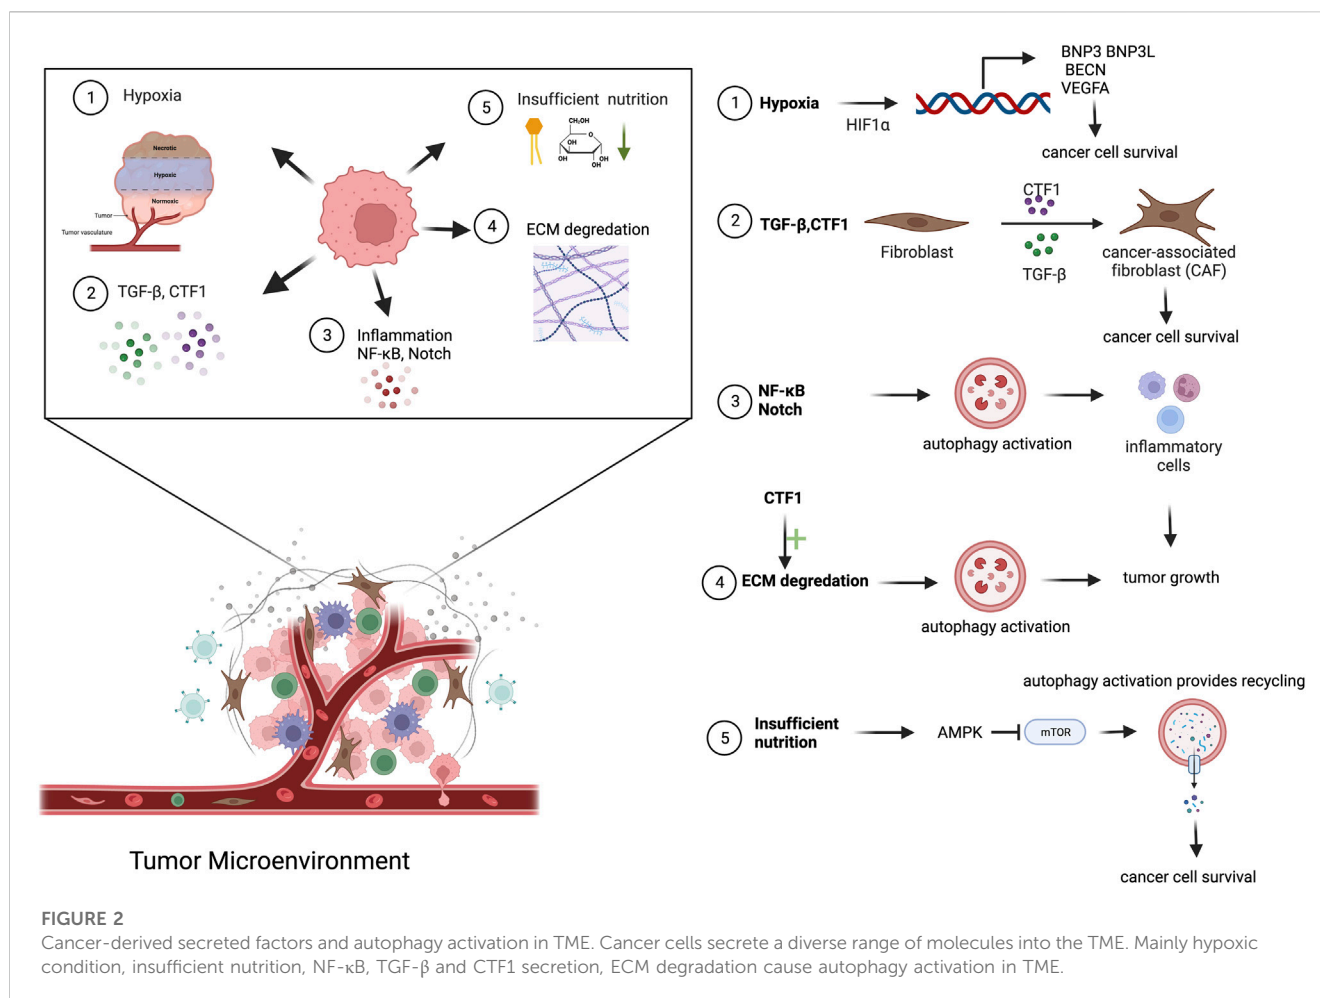 1
Hypoxia
Necrotic
Hypoxic
Normoxic
Tumor
Tumor vasculature
2
TGF-β, CTF1
3
Inflammation
NF-κB, Notch
4
ECM degredation
5
Insufficient nutrition
CH₂OH
O
OH
OH
OH
OH
Tumor Microenvironment
1
Hypoxia
HIF1α
BNP3 BNP3L
BECN
VEGFA
cancer cell survival
2
TGF-β,CTF1
Fibroblast
CTF1
TGF-β
cancer-associated
fibroblast (CAF)
cancer cell survival
3
NF-κB
Notch
autophagy activation
inflammatory
cells
CTF1
+
4
ECM degredation
autophagy activation
tumor growth
5
Insufficient
nutrition
AMPK
mTOR
autophagy activation provides recycling
cancer cell survival
FIGURE 2
Cancer-derived secreted factors and autophagy activation in TME. Cancer cells secrete a diverse range of molecules into the TME. Mainly hypoxic
condition, insufficient nutrition, NF-κB, TGF-β and CTF1 secretion, ECM degradation cause autophagy activation in TME.